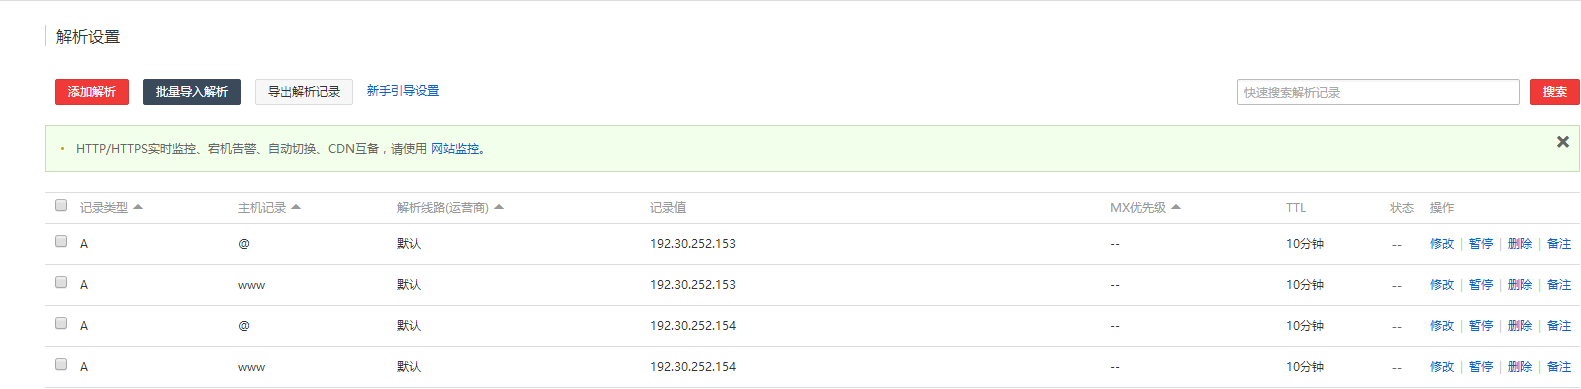 解析设置
添加解析 批量导入解析 导出解析记录 新手引导设置 快速搜索解析记录 搜索
HTTP/HTTPS实时监控、宕机告警、自动切换、CDN互备，请使用 网站监控。
记录类型 主机记录 解析线路(运营商) 记录值 MX优先级 TTL 状态 操作
A @ 默认 192.30.252.153 -- 10分钟 -- 修改 | 暂停 | 删除 | 备注
A www 默认 192.30.252.153 -- 10分钟 -- 修改 | 暂停 | 删除 | 备注
A @ 默认 192.30.252.154 -- 10分钟 -- 修改 | 暂停 | 删除 | 备注
A www 默认 192.30.252.154 -- 10分钟 -- 修改 | 暂停 | 删除 | 备注